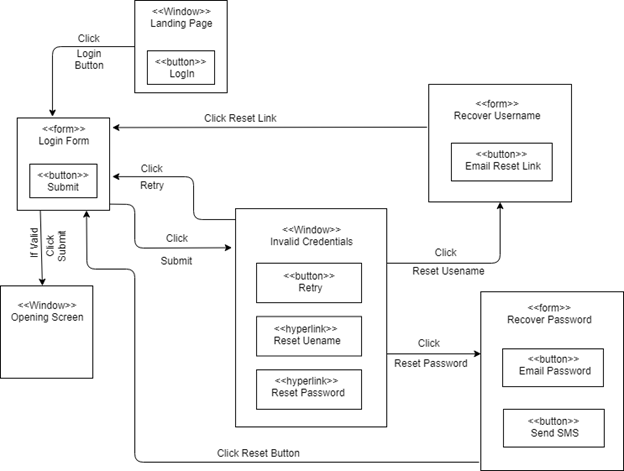 <<Window>>
Landing Page
<<button>>
LogIn
Click
Login
Button
<<form>>
Login Form
<<button>>
Submit
Click Reset Link
<<form>>
Recover Username
<<button>>
Email Reset Link
Click
Retry
Click
Submit
If Valid
Click
Submit
<<Window>>
Opening Screen
<<Window>>
Invalid Credentials
<<button>>
Retry
<<hyperlink>>
Reset Uename
<<hyperlink>>
Reset Password
Click
Reset Usename
Click
Reset Password
<<form>>
Recover Password
<<button>>
Email Password
<<button>>
Send SMS
Click Reset Button